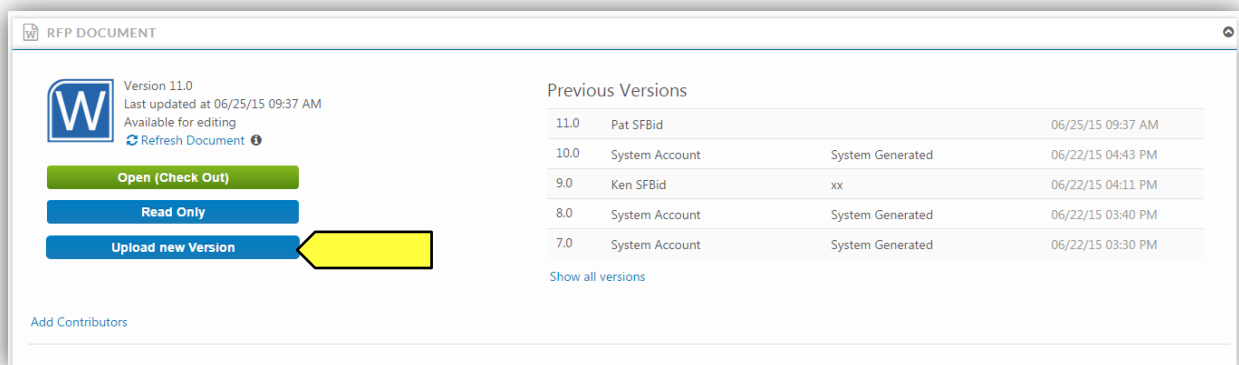 RFP DOCUMENT
Version 11.0
Last updated at 06/25/15 09:37 AM
Available for editing
Refresh Document
W
Open (Check Out)
Read Only
Upload new Version
Add Contributors
Previous Versions
11.0 Pat SFBid 06/25/15 09:37 AM
10.0 System Account System Generated 06/22/15 04:43 PM
9.0 Ken SFBid xx 06/22/15 04:11 PM
8.0 System Account System Generated 06/22/15 03:40 PM
7.0 System Account System Generated 06/22/15 03:30 PM
Show all versions